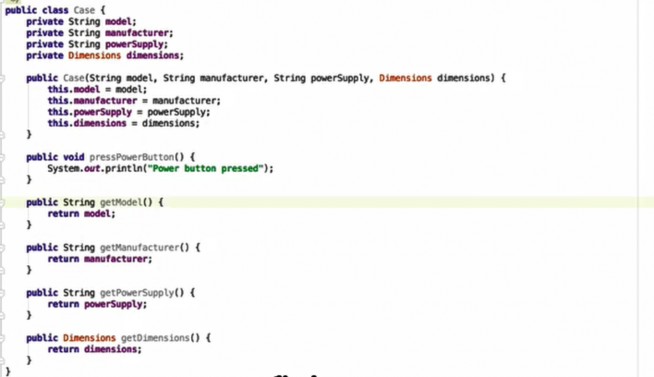 public class Case {
private String model;
private String manufacturer;
private String powerSupply;
private Dimensions dimensions;
public Case(String model, String manufacturer, String powerSupply, Dimensions dimensions) {
this.model = model;
this.manufacturer = manufacturer;
this.powerSupply = powerSupply;
this.dimensions = dimensions;
}
public void pressPowerButton() {
System.out.println("Power button pressed");
}
public String getModel() {
return model;
}
public String getManufacturer() {
return manufacturer;
}
public String getPowerSupply() {
return powerSupply;
}
public Dimensions getDimensions() {
return dimensions;
}
}